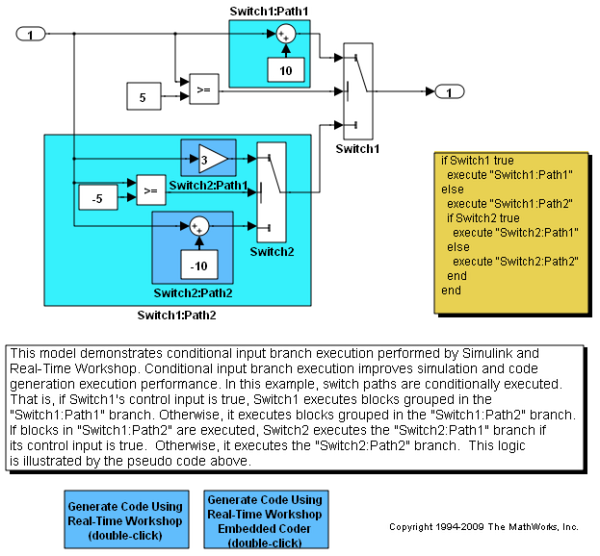 Switch1:Path1
1
10
5
>=
1
Switch1
3
Switch2:Path1
-5
>=
-10
Switch2
Switch2:Path2
Switch1:Path2
if Switch1 true
execute "Switch1:Path1"
else
execute "Switch1:Path2"
if Switch2 true
execute "Switch2:Path1"
else
execute "Switch2:Path2"
end
end
This model demonstrates conditional input branch execution performed by Simulink and
Real-Time Workshop. Conditional input branch execution improves simulation and code
generation execution performance. In this example, switch paths are conditionally executed.
That is, if Switch1's control input is true, Switch1 executes blocks grouped in the
"Switch1:Path1" branch. Otherwise, it executes blocks grouped in the "Switch1:Path2" branch.
If blocks in "Switch1:Path2" are executed, Switch2 executes the "Switch2:Path1" branch if
its control input is true. Otherwise, it executes the "Switch2:Path2" branch. This logic
is illustrated by the pseudo code above.
Generate Code Using
Real-Time Workshop
(double-click)
Generate Code Using
Real-Time Workshop
Embedded Coder
(double-click)
Copyright 1994-2009 The MathWorks, Inc.